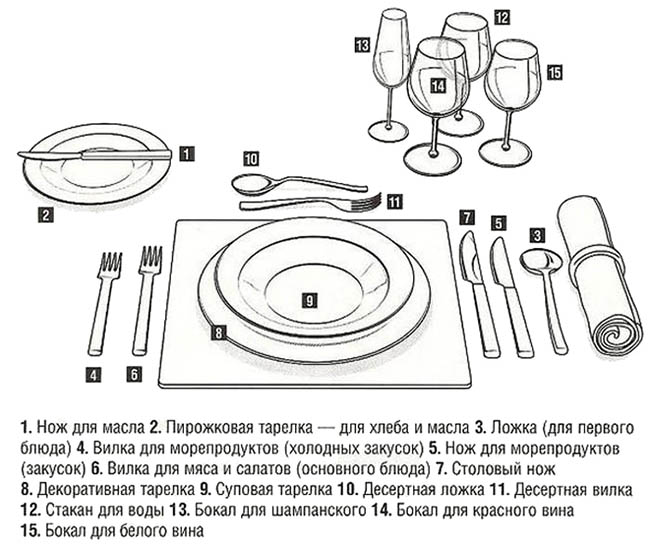 13
12
14
15
1
2
10
11
7
5
3
9
8
4
6
1. Нож для масла 2. Пирожковая тарелка — для хлеба и масла 3. Ложка (для первого
блюда) 4. Вилка для морепродуктов (холодных закусок) 5. Нож для морепродуктов
(закусок) 6. Вилка для мяса и салатов (основного блюда) 7. Столовый нож
8. Декоративная тарелка 9. Суповая тарелка 10. Десертная ложка 11. Десертная вилка
12. Стакан для воды 13. Бокал для шампанского 14. Бокал для красного вина
15. Бокал для белого вина